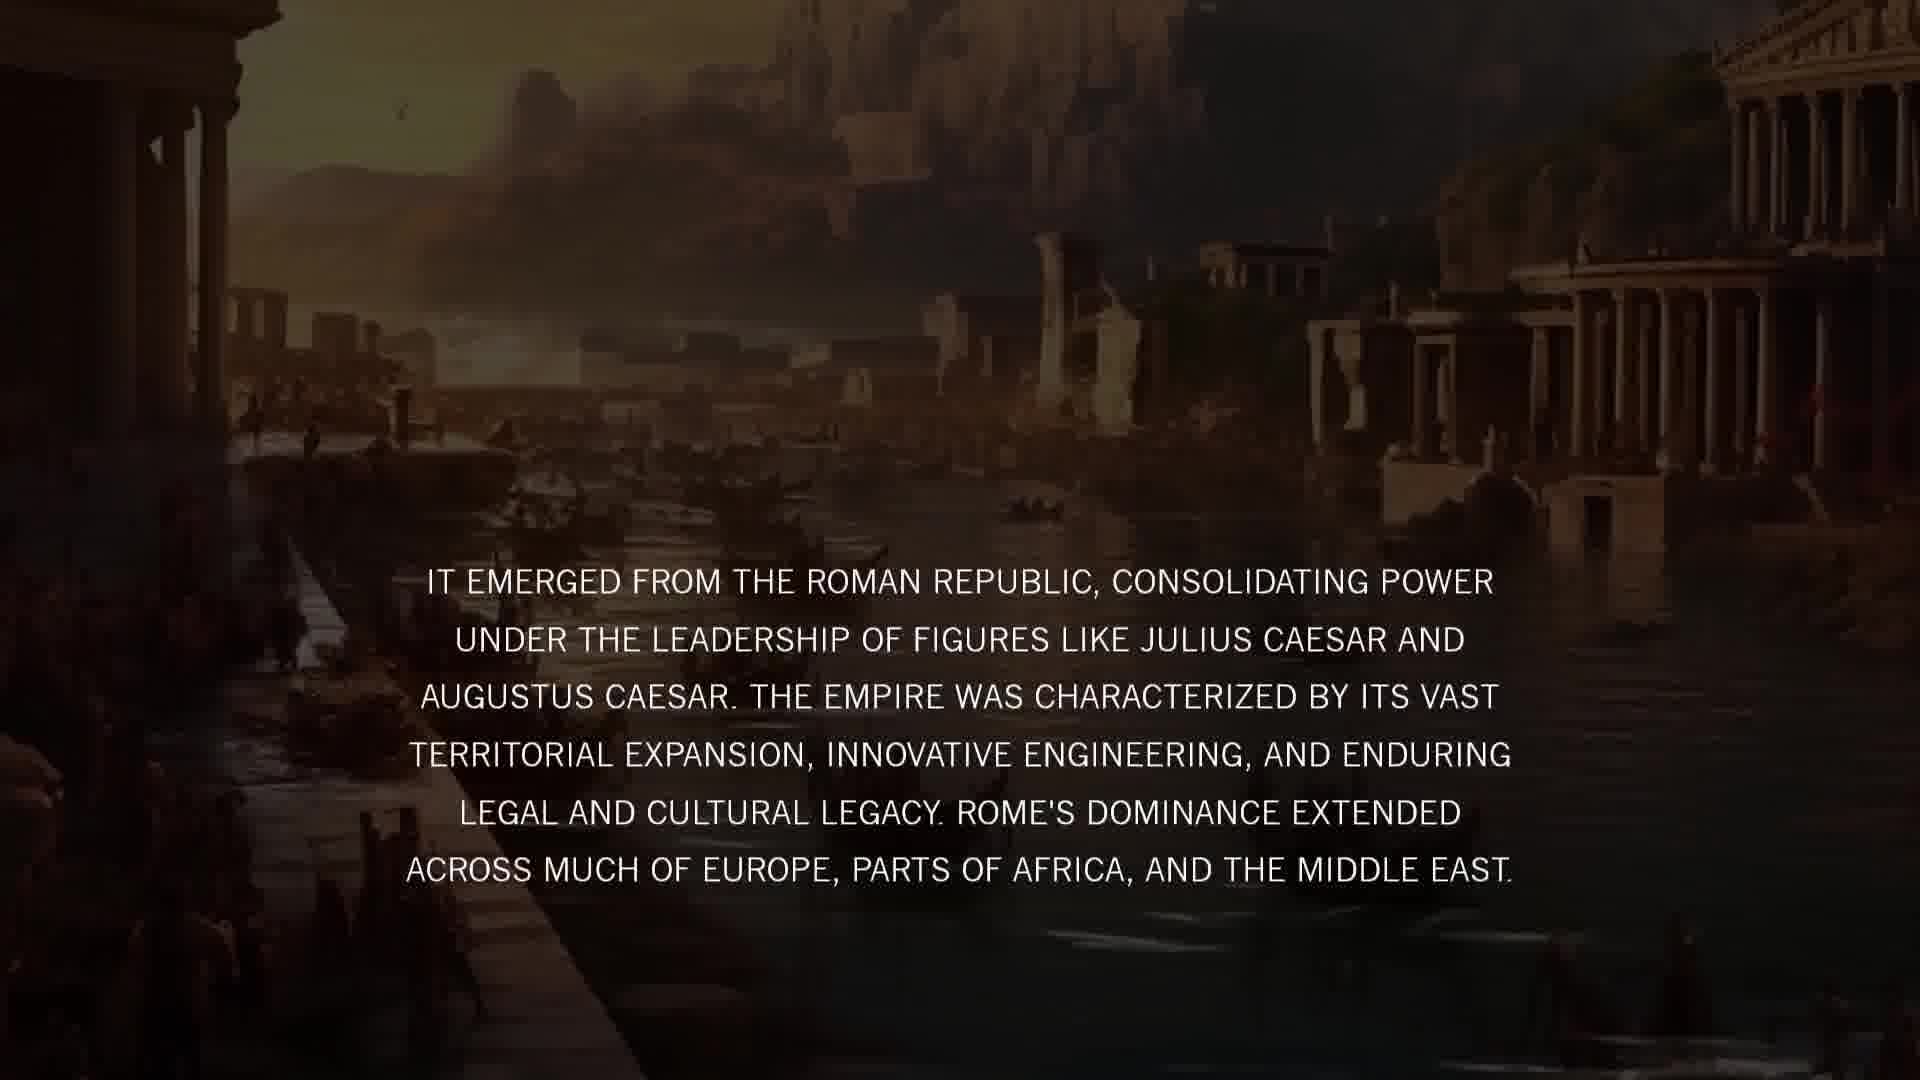 IT EMERGED FROM THE ROMAN REPUBLIC, CONSOLIDATING POWER
UNDER THE LEADERSHIP OF FIGURES LIKE JULIUS CAESAR AND
AUGUSTUS CAESAR. THE EMPIRE WAS CHARACTERIZED BY ITS VAST
TERRITORIAL EXPANSION, INNOVATIVE ENGINEERING, AND ENDURING
LEGAL AND CULTURAL LEGACY. ROME'S DOMINANCE EXTENDED
ACROSS MUCH OF EUROPE, PARTS OF AFRICA, AND THE MIDDLE EAST.